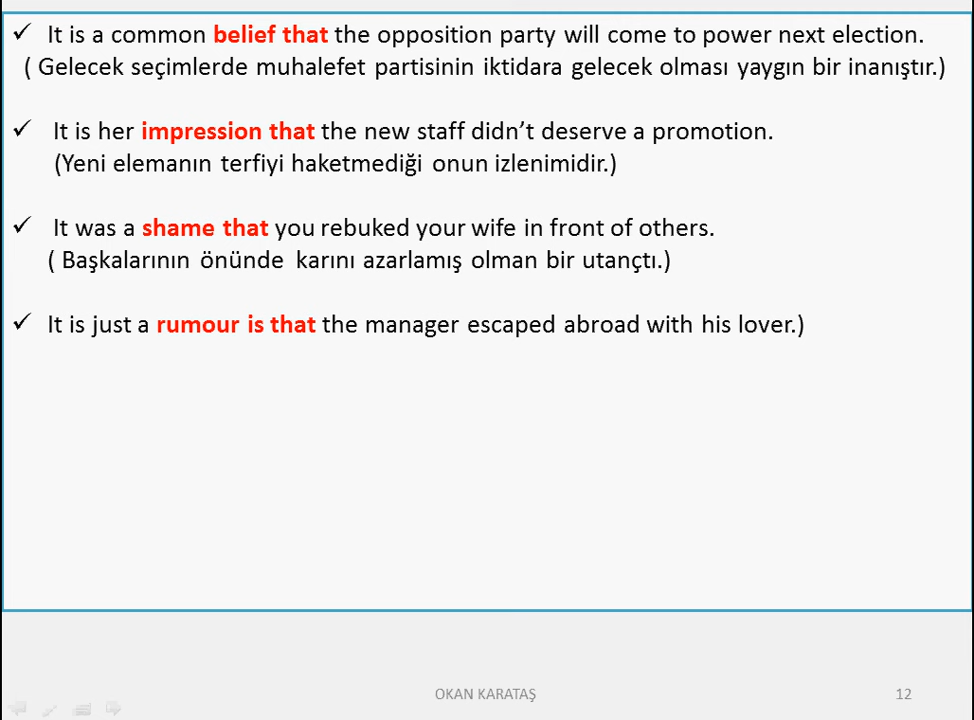 ✓ It is a common belief that the opposition party will come to power next election.
( Gelecek seçimlerde muhalefet partisinin iktidara gelecek olması yaygın bir inanıştır.)
✓ It is her impression that the new staff didn’t deserve a promotion.
(Yeni elemanın terfiyi haketmediği onun izlenimidir.)
✓ It was a shame that you rebuked your wife in front of others.
( Başkalarının önünde karını azarlamış olman bir utançtı.)
✓ It is just a rumour is that the manager escaped abroad with his lover.)
OKAN KARATAŞ
12